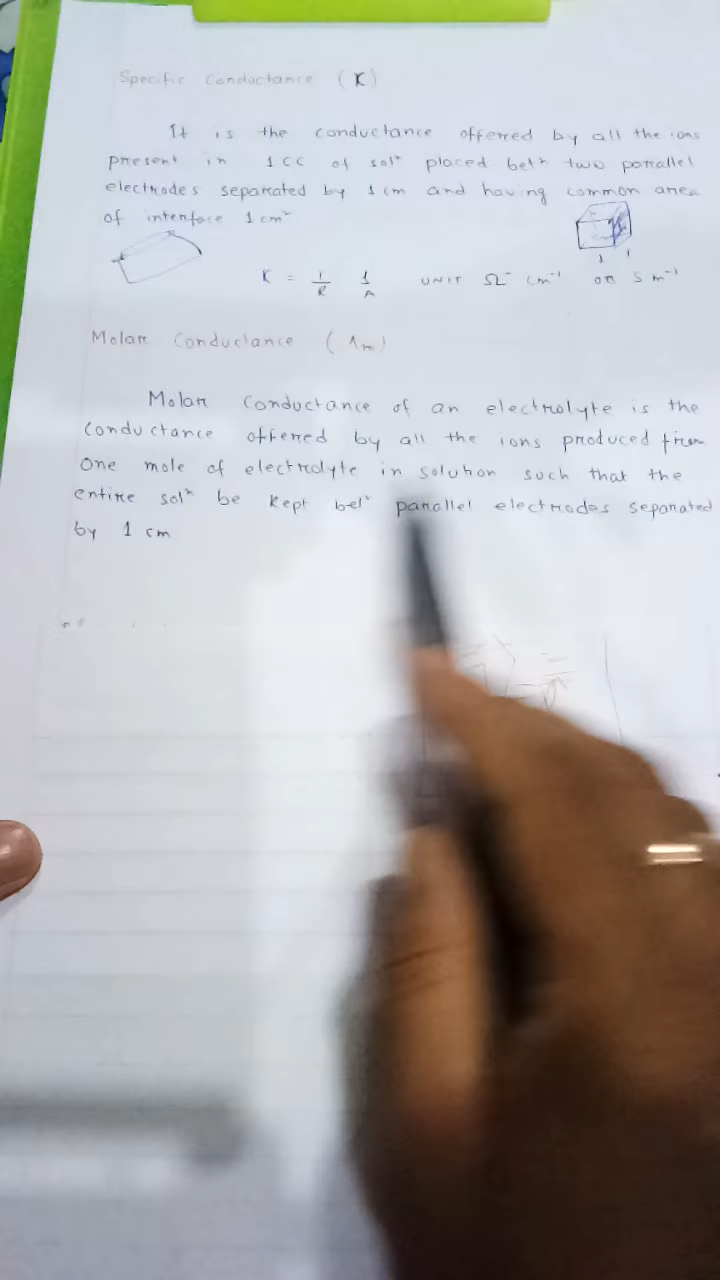 Specific Conductance (K)
It is the conductance offered by all the ions
present in 1 cc of solⁿ placed betⁿ two parallel
electrodes separated by 1 cm and having common area
of interface 1 cm²
K = 1/R 1/A UNIT Ω⁻ cm⁻¹ or S m⁻¹
Molar Conductance (Λm)
Molar Conductance of an electrolyte is the
conductance offered by all the ions produced from
one mole of electrolyte in solution such that the
entire solⁿ be kept betⁿ parallel electrodes separated
by 1 cm